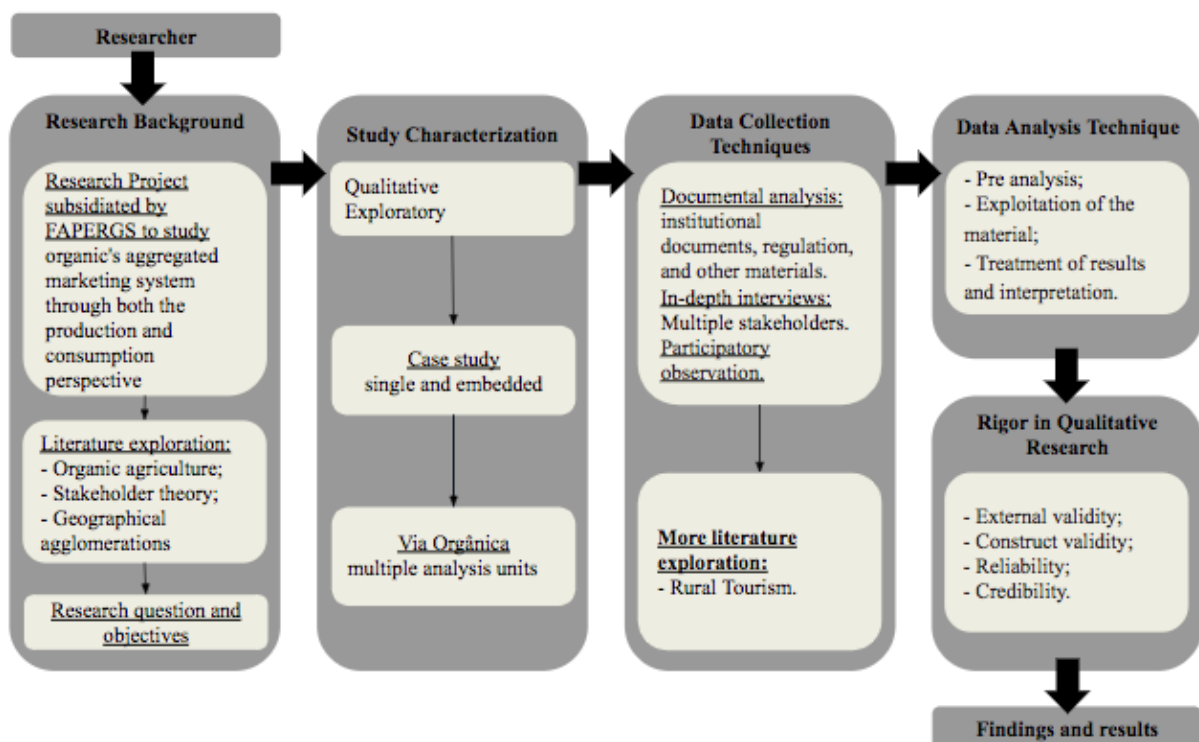 Researcher
Research Background
Research Project
subsidiated by
FAPERGS to study
organic's aggregated
marketing system
through both the
production and
consumption
perspective
Literature exploration:
- Organic agriculture;
- Stakeholder theory;
- Geographical
agglomerations
Research question and
objectives
Study Characterization
Qualitative
Exploratory
Case study
single and embedded
Via Orgânica
multiple analysis units
Data Collection
Techniques
Documental analysis:
institutional
documents, regulation,
and other materials.
In-depth interviews:
Multiple stakeholders.
Participatory
observation.
More literature
exploration:
- Rural Tourism.
Data Analysis Technique
- Pre analysis;
- Exploitation of the
material;
- Treatment of results
and interpretation.
Rigor in Qualitative
Research
- External validity;
- Construct validity;
- Reliability;
- Credibility.
Findings and results